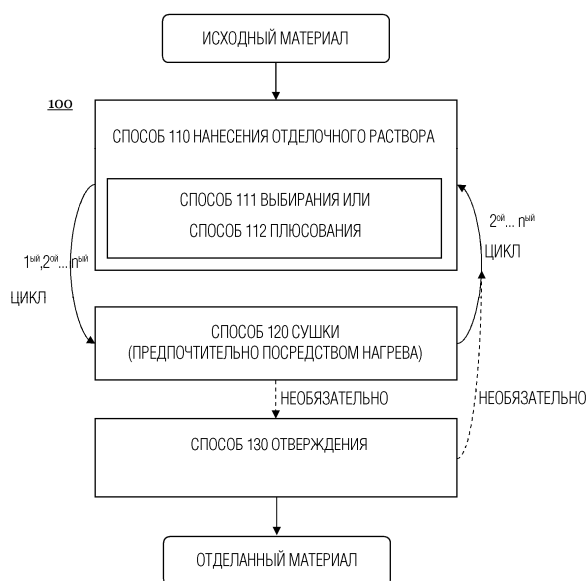 ИСХОДНЫЙ МАТЕРИАЛ
100
СПОСОБ 110 НАНЕСЕНИЯ ОТДЕЛОЧНОГО РАСТВОРА
СПОСОБ 111 ВЫБИРАНИЯ ИЛИ
СПОСОБ 112 ПЛЮСОВАНИЯ
2ой... nый
ЦИКЛ
1ый,2ой... nый
ЦИКЛ
СПОСОБ 120 СУШКИ
(ПРЕДПОЧТИТЕЛЬНО ПОСРЕДСТВОМ НАГРЕВА)
НЕОБЯЗАТЕЛЬНО
НЕОБЯЗАТЕЛЬНО
СПОСОБ 130 ОТВЕРЖДЕНИЯ
ОТДЕЛАННЫЙ МАТЕРИАЛ